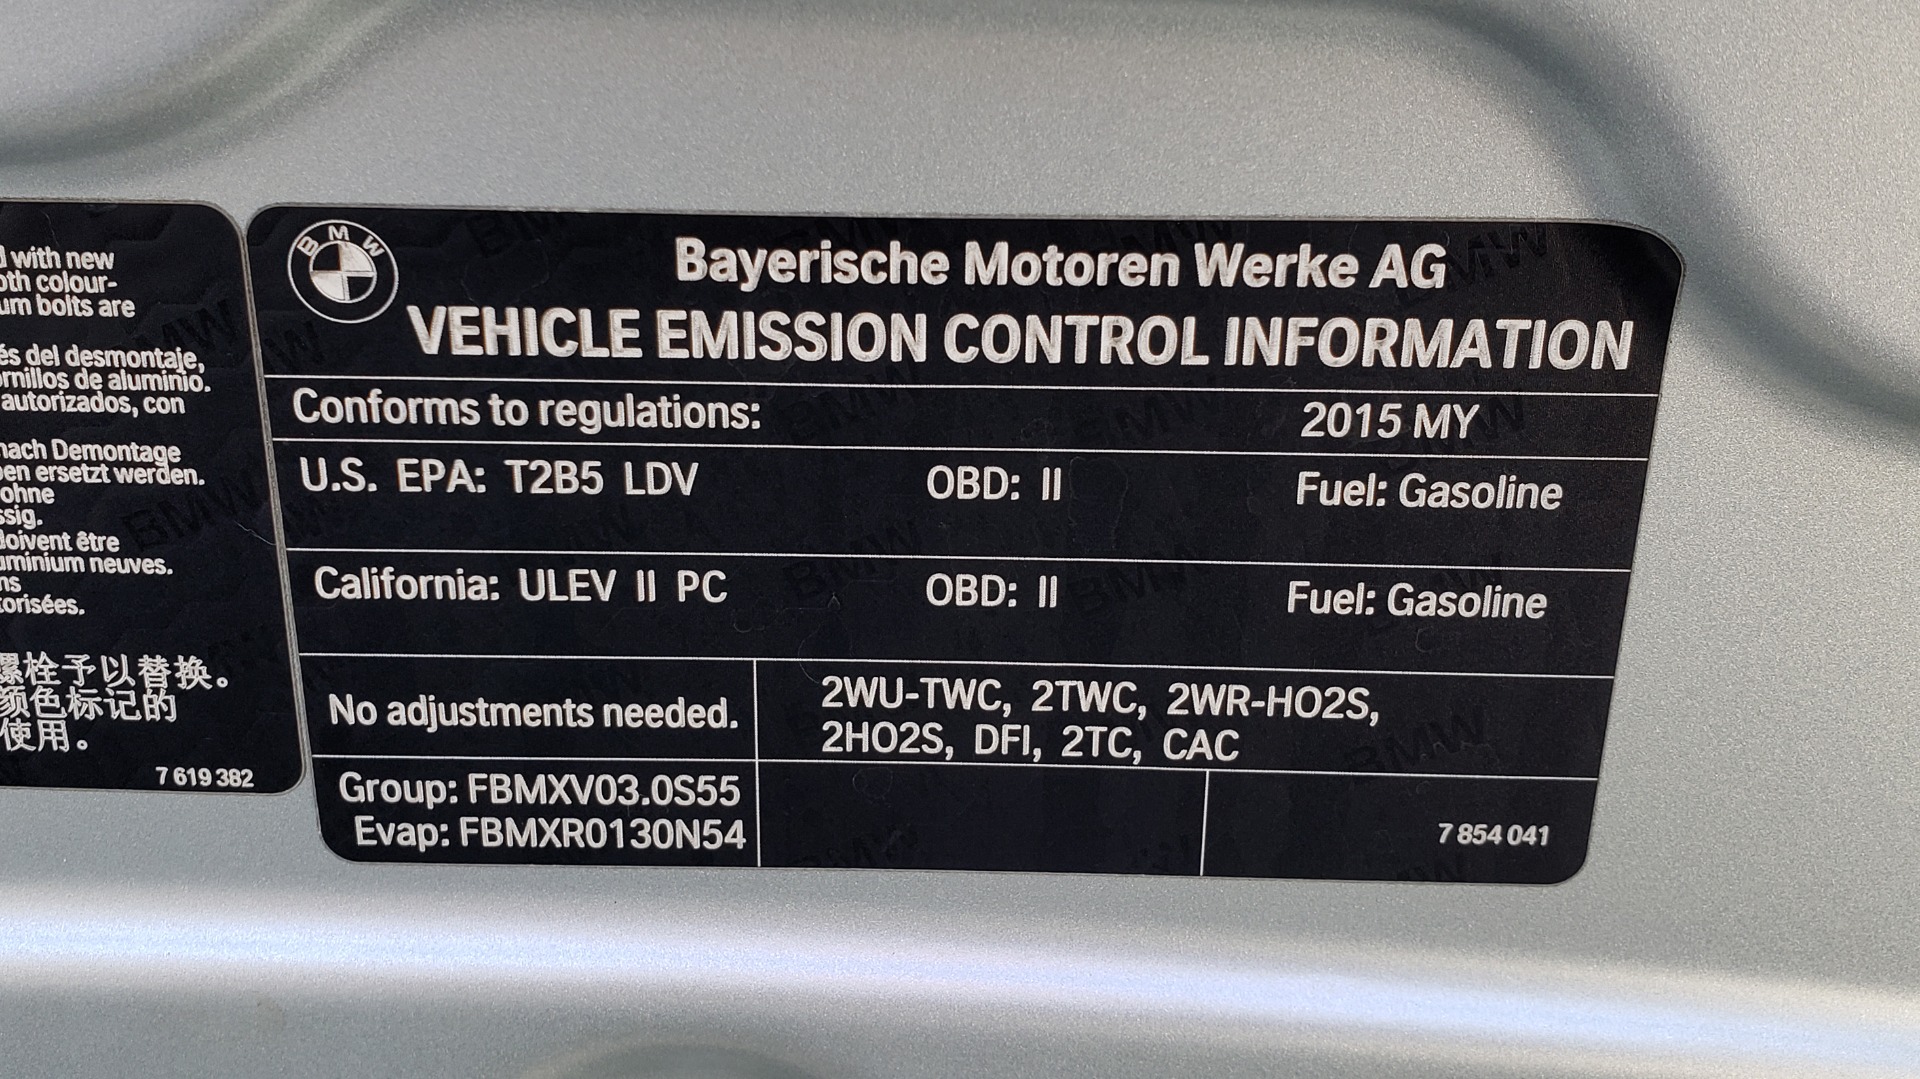 d with new
oth colour-
um bolts are
és del desmontaje,
ornillos de aluminio.
autorizados, con
nach Demontage
ben ersetzt werden.
ohne
ssig.
doivent être
uminium neuves.
ns
torisées.
螺栓予以替换。
颜色标记的
使用。
7 619 382
BMW
Bayerische Motoren Werke AG
VEHICLE EMISSION CONTROL INFORMATION
Conforms to regulations: 2015 MY
U.S. EPA: T2B5 LDV OBD: II Fuel: Gasoline
California: ULEV II PC OBD: II Fuel: Gasoline
No adjustments needed.
2WU-TWC, 2TWC, 2WR-HO2S,
2HO2S, DFI, 2TC, CAC
Group: FBMXV03.0S55
Evap: FBMXR0130N54
7 854 041